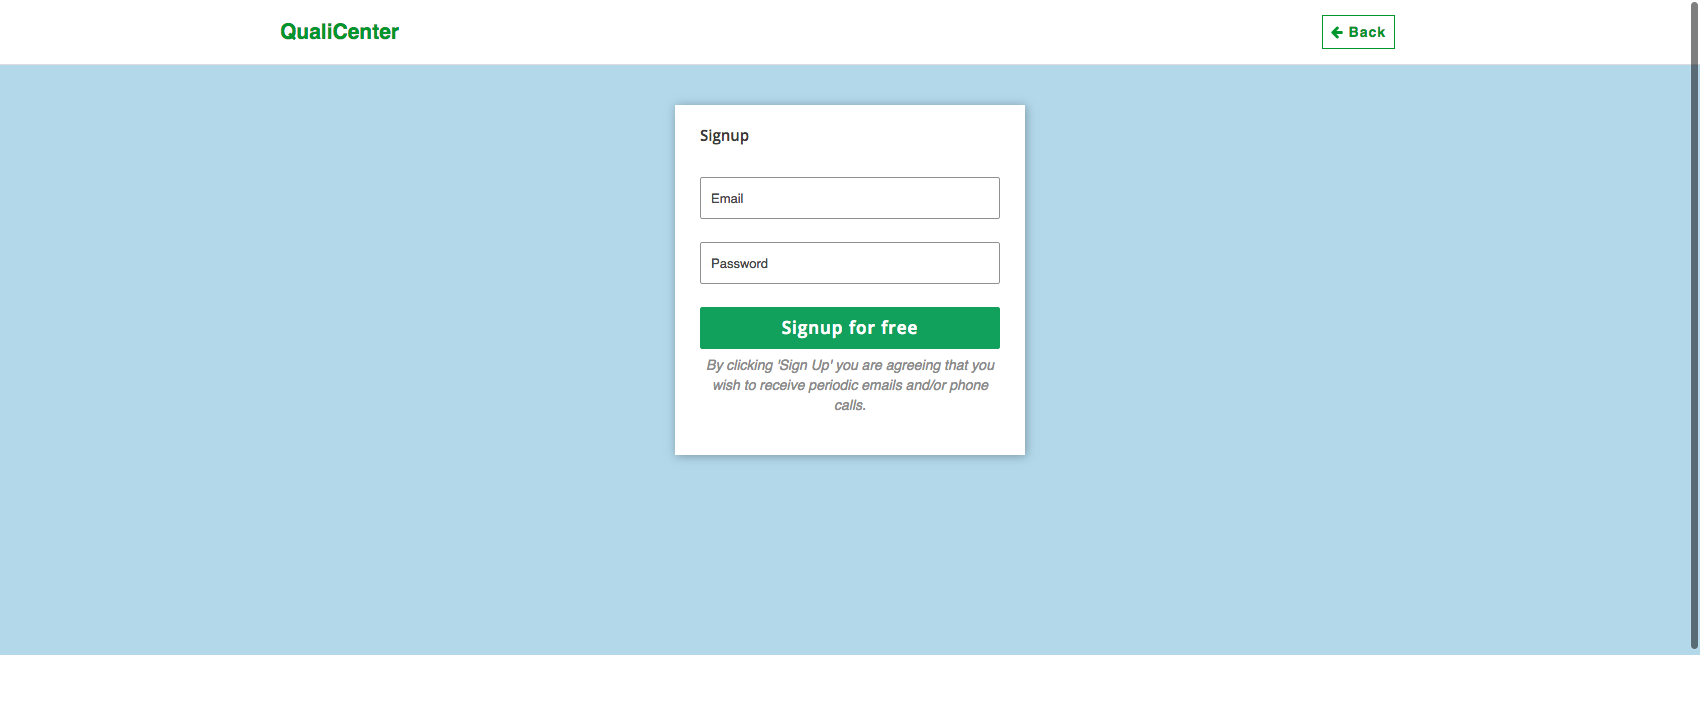 QualiCenter
Back
Signup
Email
Password
Signup for free
By clicking 'Sign Up' you are agreeing that you
wish to receive periodic emails and/or phone
calls.